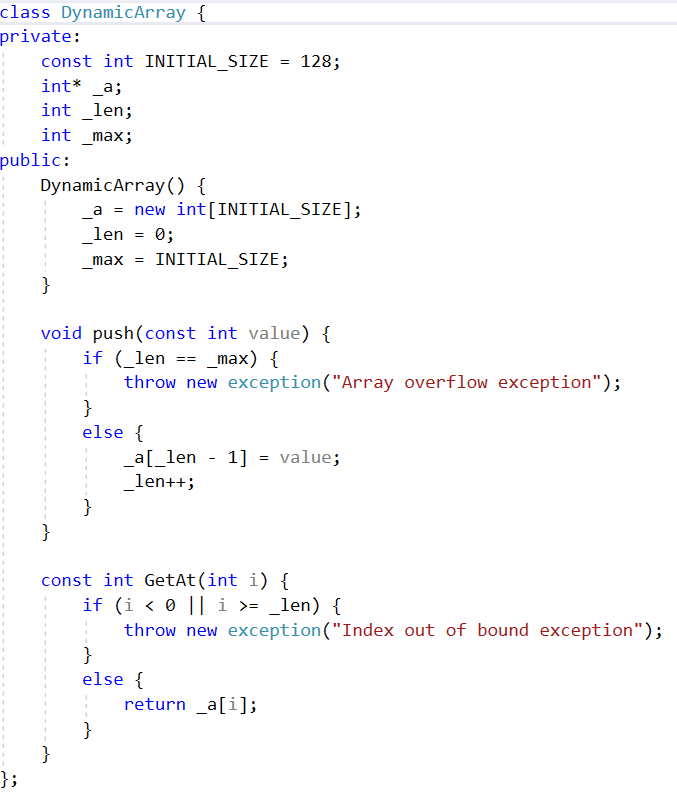 class DynamicArray {
private:
    const int INITIAL_SIZE = 128;
    int* _a;
    int _len;
    int _max;
public:
    DynamicArray() {
        _a = new int[INITIAL_SIZE];
        _len = 0;
        _max = INITIAL_SIZE;
    }

    void push(const int value) {
        if (_len == _max) {
            throw new exception("Array overflow exception");
        }
        else {
            _a[_len - 1] = value;
            _len++;
        }
    }

    const int GetAt(int i) {
        if (i < 0 || i >= _len) {
            throw new exception("Index out of bound exception");
        }
        else {
            return _a[i];
        }
    }
};